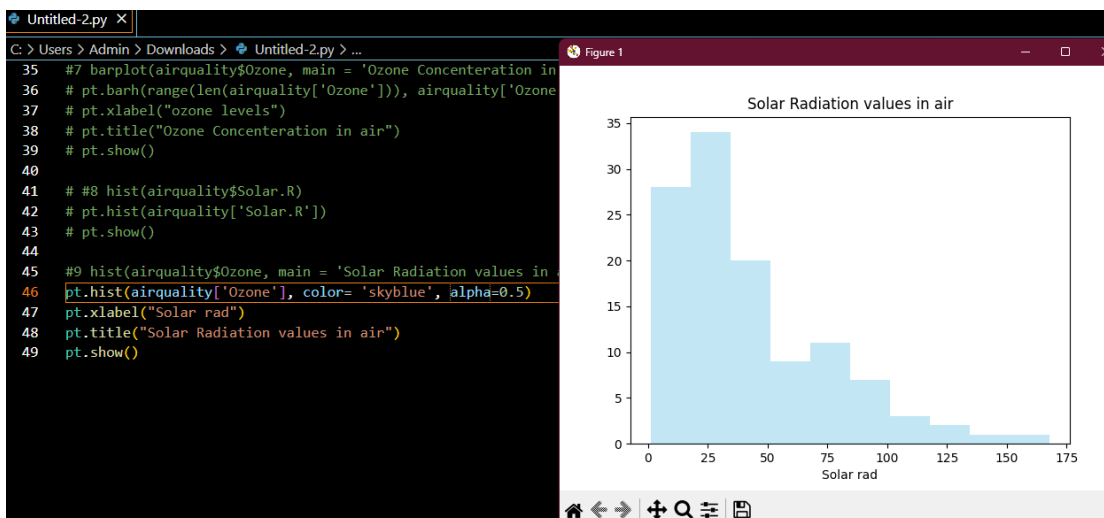 Untitled-2.py ×
C: > Users > Admin > Downloads > Untitled-2.py > ...
35 #7 barplot(airquality$Ozone, main = 'Ozone Concenteration in
36 # pt.barh(range(len(airquality['Ozone'])), airquality['Ozone
37 # pt.xlabel("ozone levels")
38 # pt.title("Ozone Concenteration in air")
39 # pt.show()
40
41 # #8 hist(airquality$Solar.R)
42 # pt.hist(airquality['Solar.R'])
43 # pt.show()
44
45 #9 hist(airquality$Ozone, main = 'Solar Radiation values in a
46 pt.hist(airquality['Ozone'], color= 'skyblue', alpha=0.5)
47 pt.xlabel("Solar rad")
48 pt.title("Solar Radiation values in air")
49 pt.show()
Figure 1
Solar Radiation values in air
35
30
25
20
15
10
5
0
0 25 50 75 100 125 150 175
Solar rad